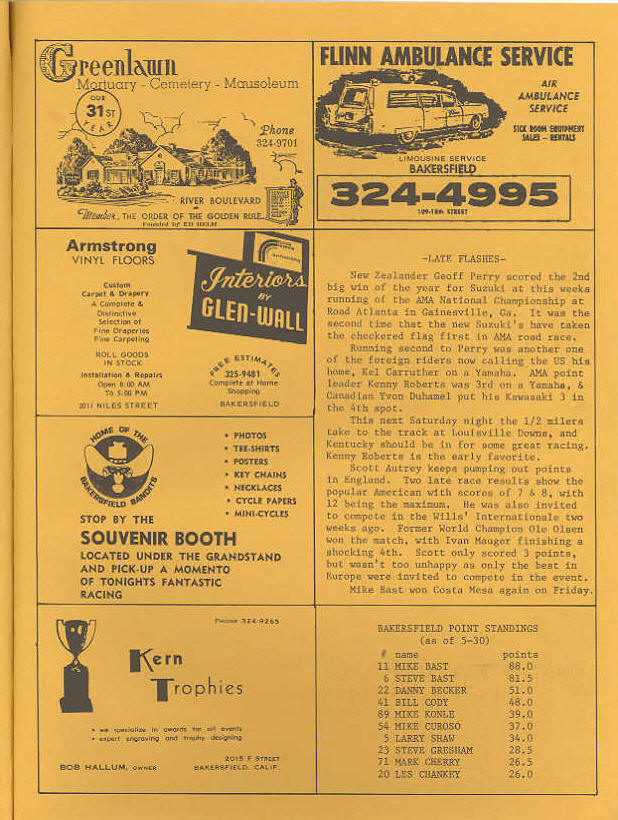 Greenlawn
Mortuary - Cemetery - Mausoleum
OUR
31ST
YEAR
Phone
324-9701
RIVER BOULEVARD
Member, THE ORDER OF THE GOLDEN RULE
Founded by ED HELM
FLINN AMBULANCE SERVICE
AIR
AMBULANCE
SERVICE
SICK ROOM EQUIPMENT
SALES - RENTALS
LIMOUSINE SERVICE
BAKERSFIELD
324-4995
109-18th STREET
Armstrong
VINYL FLOORS
Custom
Carpet & Drapery
A Complete &
Distinctive
Selection of
Fine Draperies
Fine Carpeting
ROLL GOODS
IN STOCK
Installation & Repairs
Open 8:00 AM
To 5:00 PM
2011 NILES STREET
Interiors
BY
GLEN-WALL
FREE ESTIMATES
325-9481
Complete at Home
Shopping
BAKERSFIELD
-LATE FLASHES-
New Zealander Geoff Perry scored the 2nd
big win of the year for Suzuki at this weeks
running of the AMA National Championship at
Road Atlanta in Gainesville, Ga. It was the
second time that the new Suzuki's have taken
the checkered flag first in AMA road race.
Running second to Perry was another one
of the foreign riders now calling the US his
home, Kel Carruther on a Yamaha. AMA point
leader Kenny Roberts was 3rd on a Yamaha, &
Canadian Yvon Duhamel put his Kawasaki 3 in
the 4th spot.
This next Saturday night the 1/2 milers
take to the track at Louisville Downs, and
Kentucky should be in for some great racing.
Kenny Roberts is the early favorite.
Scott Autrey keeps pumping out points
in England. Two late race results show the
popular American with scores of 7 & 8, with
12 being the maximum. He was also invited
to compete in the Wills' Internationale two
weeks ago. Former World Champion Ole Olsen
won the match, with Ivan Mauger finishing a
shocking 4th. Scott only scored 3 points,
but wasn't too unhappy as only the best in
Europe were invited to compete in the event.
Mike Bast won Costa Mesa again on Friday.
HOME OF THE
BAKERSFIELD BANDITS
• PHOTOS
• TEE-SHIRTS
• POSTERS
• KEY CHAINS
• NECKLACES
• CYCLE PAPERS
• MINI-CYCLES
STOP BY THE
SOUVENIR BOOTH
LOCATED UNDER THE GRANDSTAND
AND PICK-UP A MOMENTO
OF TONIGHTS FANTASTIC
RACING
PHONE 324-9265
Kern
Trophies
• we specialize in awards for all events
• expert engraving and trophy designing
BOB HALLUM, OWNER
2015 F STREET
BAKERSFIELD, CALIF.
BAKERSFIELD POINT STANDINGS
(as of 5-30)
# name points
11 MIKE BAST 88.0
6 STEVE BAST 81.5
22 DANNY BECKER 51.0
41 BILL CODY 48.0
89 MIKE KONLE 39.0
54 MIKE CUROSO 37.0
5 LARRY SHAW 34.0
23 STEVE GRESHAM 28.5
71 MARK CHERRY 26.5
20 LES CHANKEY 26.0